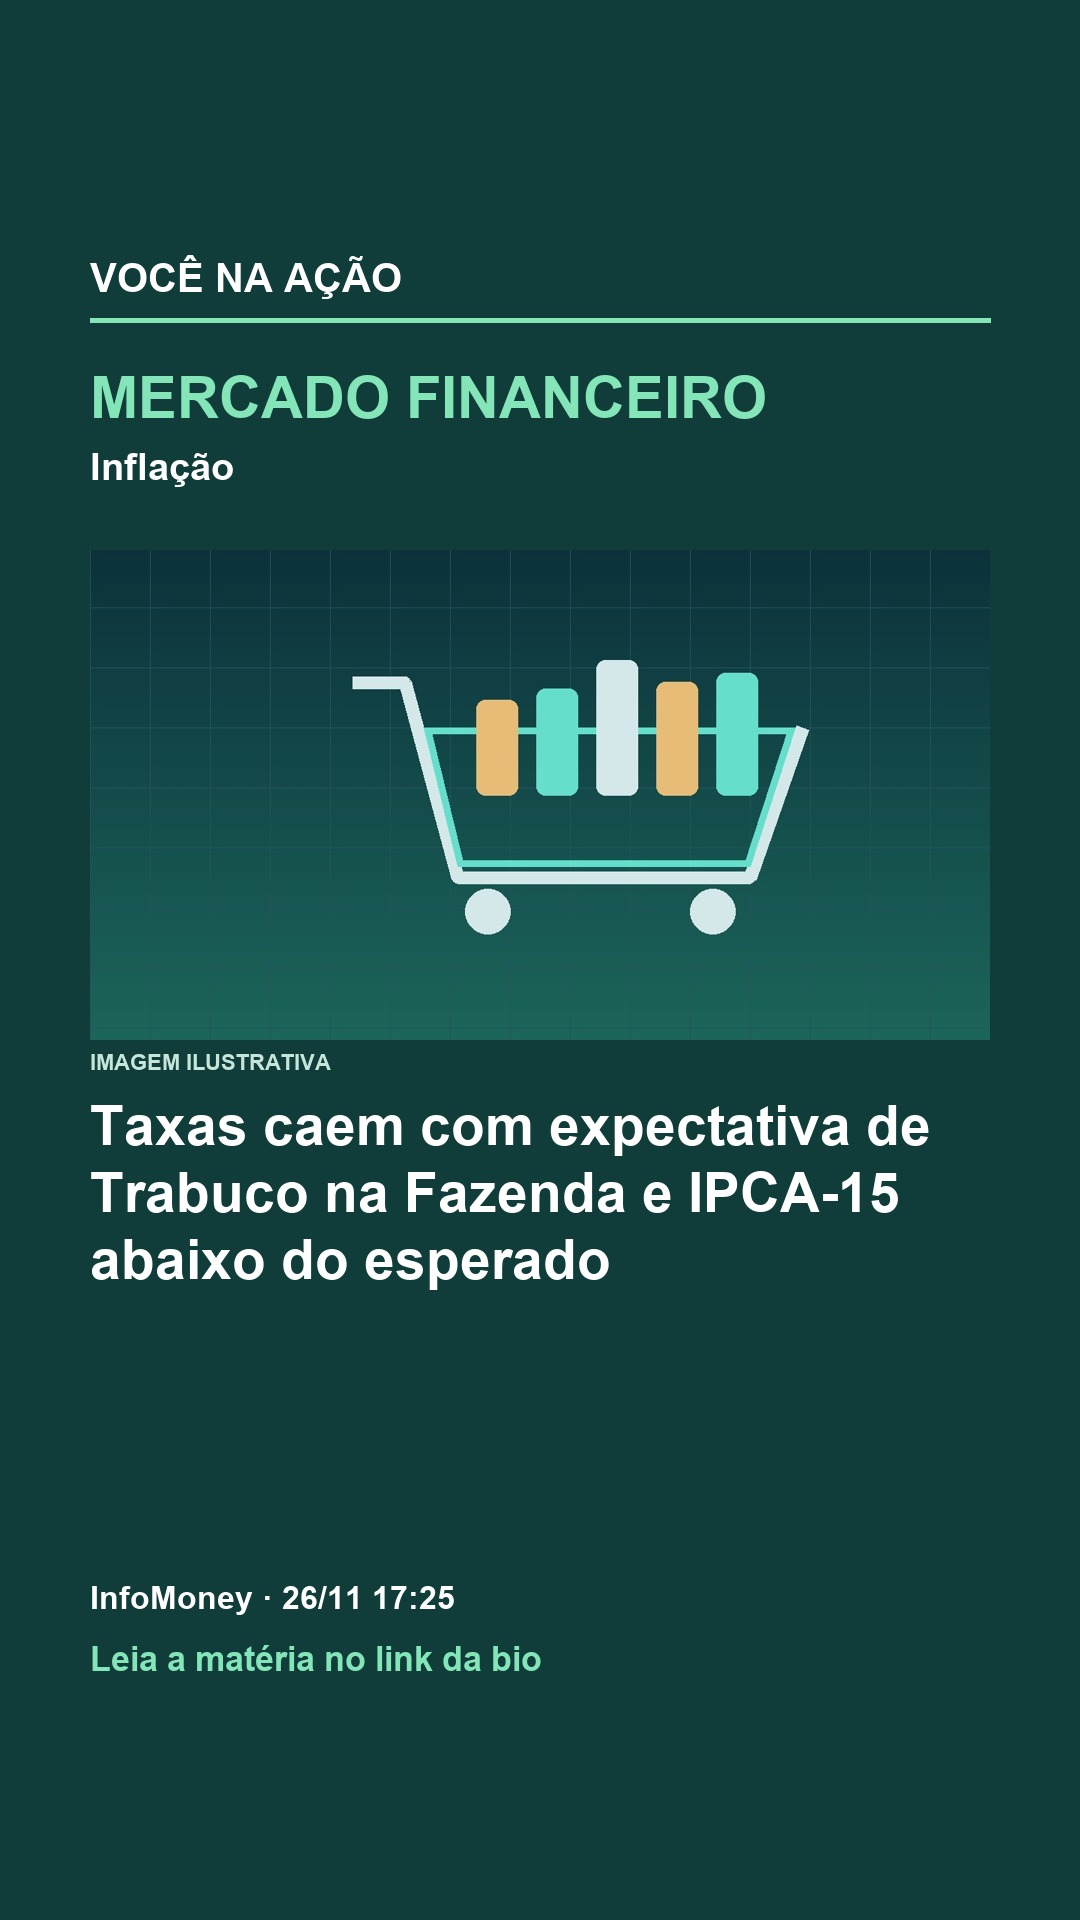 VOCÊ NA AÇÃO
MERCADO FINANCEIRO
Inflação
IMAGEM ILUSTRATIVA
Taxas caem com expectativa de
Trabuco na Fazenda e IPCA-15
abaixo do esperado
InfoMoney · 26/11 17:25
Leia a matéria no link da bio